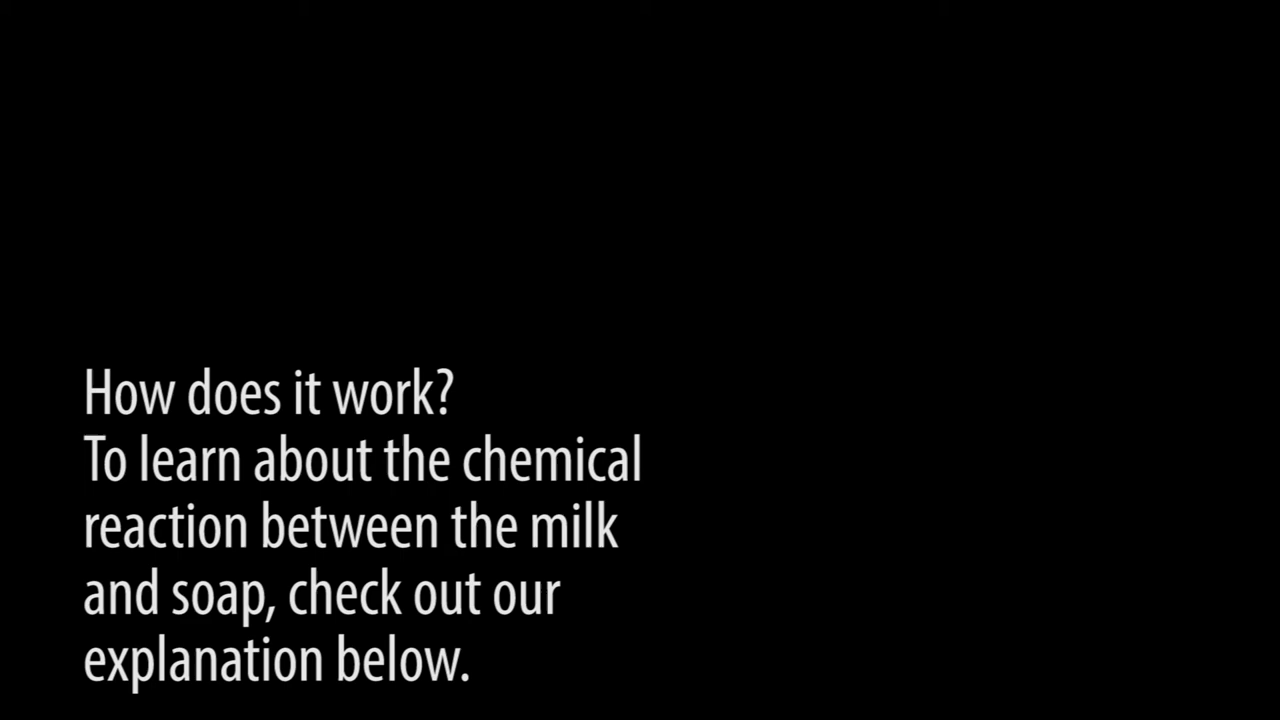 How does it work?
To learn about the chemical
reaction between the milk
and soap, check out our
explanation below.